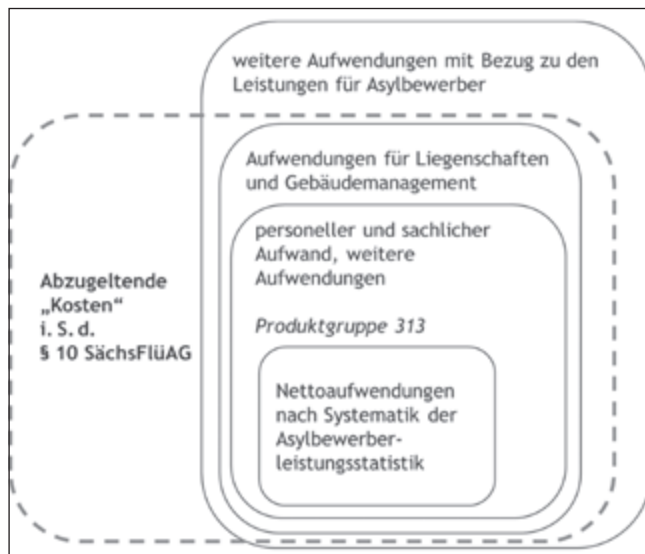 weitere Aufwendungen mit Bezug zu den
Leistungen für Asylbewerber
Aufwendungen für Liegenschaften
und Gebäudemanagement
personeller und sachlicher
Aufwand, weitere
Aufwendungen
Abzugeltende
„Kosten“
i. S. d.
§ 10 SächsFlüAG
Produktgruppe 313
Nettoaufwendungen
nach Systematik der
Asylbewerber-
leistungsstatistik